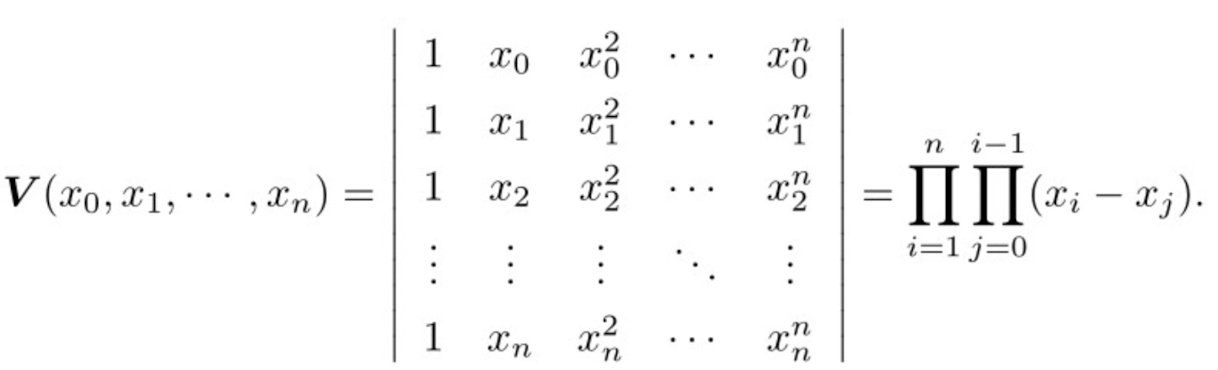 $$\boldsymbol{V}(x_0, x_1, \cdots, x_n) = \begin{vmatrix} 1 & x_0 & x_0^2 & \cdots & x_0^n \\ 1 & x_1 & x_1^2 & \cdots & x_1^n \\ 1 & x_2 & x_2^2 & \cdots & x_2^n \\ \vdots & \vdots & \vdots & \ddots & \vdots \\ 1 & x_n & x_n^2 & \cdots & x_n^n \end{vmatrix} = \prod_{i=1}^{n} \prod_{j=0}^{i-1} (x_i - x_j).$$